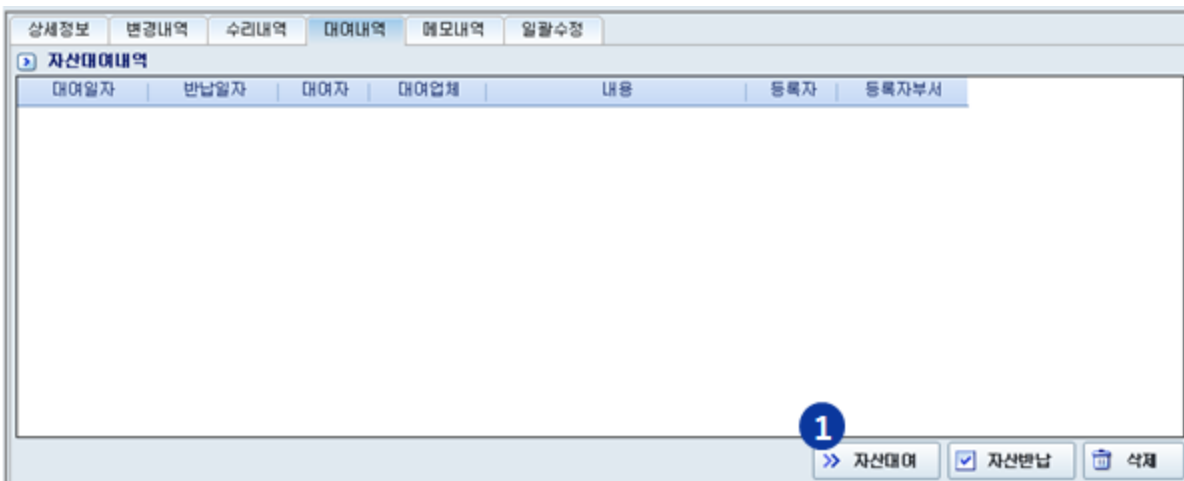 상세정보 변경내역 수리내역 대여내역 메모내역 일괄수정
자산대여내역
대여일자 반납일자 대여자 대여업체 내용 등록자 등록자부서
1
자산대여 자산반납 삭제